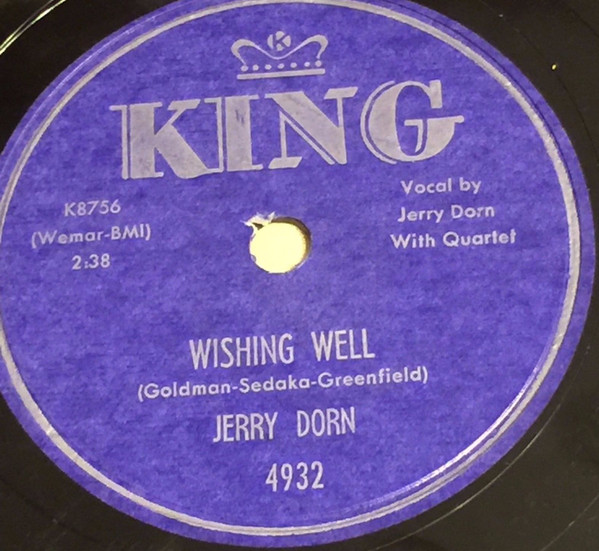 K
KING
K8756
(Wemar-BMI)
2:38
Vocal by
Jerry Dorn
With Quartet
WISHING WELL
(Goldman-Sedaka-Greenfield)
JERRY DORN
4932